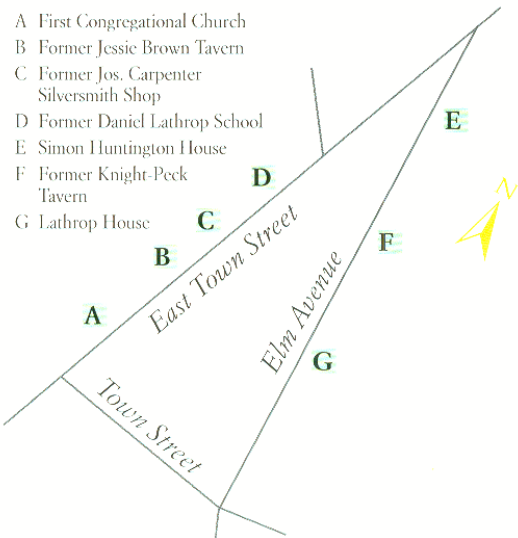 A First Congregational Church
B Former Jessie Brown Tavern
C Former Jos. Carpenter
Silversmith Shop
D Former Daniel Lathrop School
E Simon Huntington House
F Former Knight-Peck
Tavern
G Lathrop House
E
N
D
C
F
B
East Town Street
A
Elm Avenue
G
Town Street